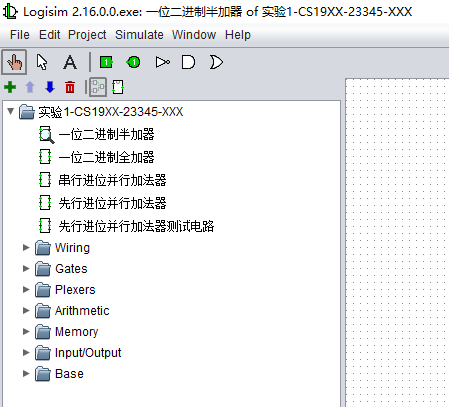 Logisim 2.16.0.0.exe: 一位二进制半加器 of 实验1-CS19XX-23345-XXX
File Edit Project Simulate Window Help
A 1 1
实验1-CS19XX-23345-XXX
一位二进制半加器
一位二进制全加器
串行进位并行加法器
先行进位并行加法器
先行进位并行加法器测试电路
Wiring
Gates
Plexers
Arithmetic
Memory
Input/Output
Base